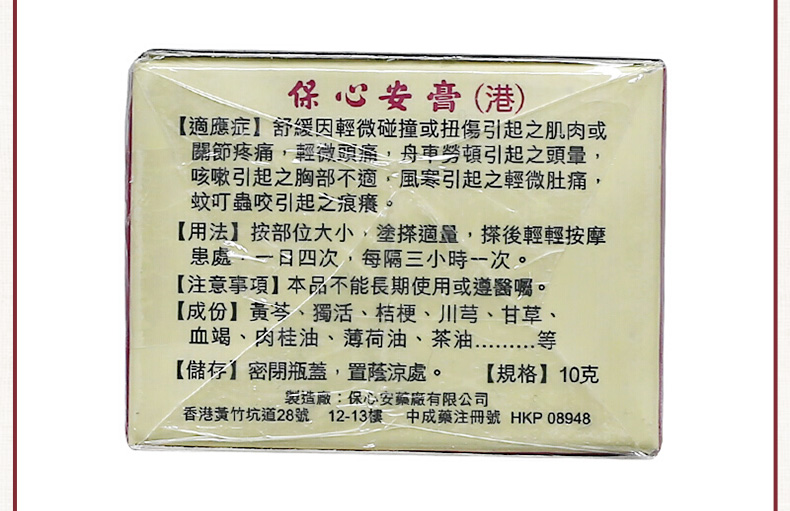 保心安膏(港)
【適應症】舒緩因輕微碰撞或扭傷引起之肌肉或
關節疼痛，輕微頭痛，舟車勞頓引起之頭暈，
咳嗽引起之胸部不適，風寒引起之輕微肚痛，
蚊叮蟲咬引起之痕癢。
【用法】按部位大小，塗搽適量，搽後輕輕按摩
患處，一日四次，每隔三小時一次。
【注意事項】本品不能長期使用或遵醫囑。
【成份】黃芩、獨活、桔梗、川芎、甘草、
血竭、肉桂油、薄荷油、茶油………等
【儲存】密閉瓶蓋，置蔭涼處。 【規格】10克
製造廠：保心安藥廠有限公司
香港黃竹坑道28號 12-13樓 中成藥注冊號 HKP 08948